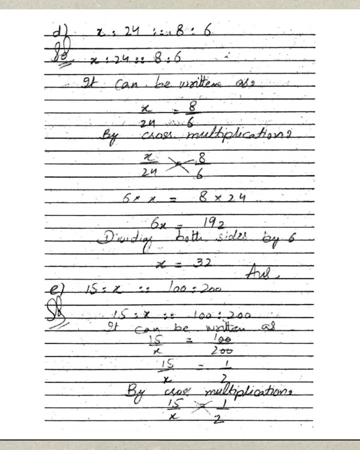 d) x : 24 :: 8 : 6
Sol x : 24 :: 8 : 6
It can be written as:
x/24 = 8/6
By cross multiplication:
x/24 ✕ 8/6
6 × x = 8 × 24
6x = 192
Dividing both sides by 6
x = 32
Ans.
e) 15 : x :: 100 : 200
Sol 15 : x :: 100 : 200
It can be written as
15/x = 100/200
15/x = 1/2
By cross multiplication:
15/x ✕ 1/2